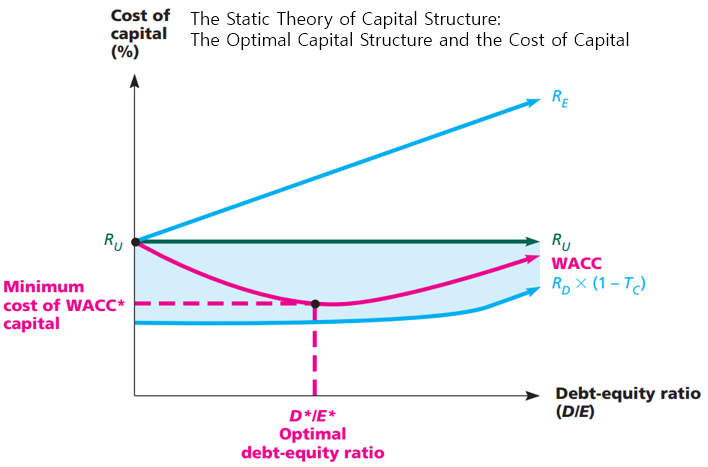 The Static Theory of Capital Structure:
The Optimal Capital Structure and the Cost of Capital
Cost of
capital
(%)
R_E
R_U
R_U
WACC
R_D × (1 – T_C)
Minimum
cost of WACC*
capital
Debt-equity ratio
(D/E)
D*/E*
Optimal
debt-equity ratio